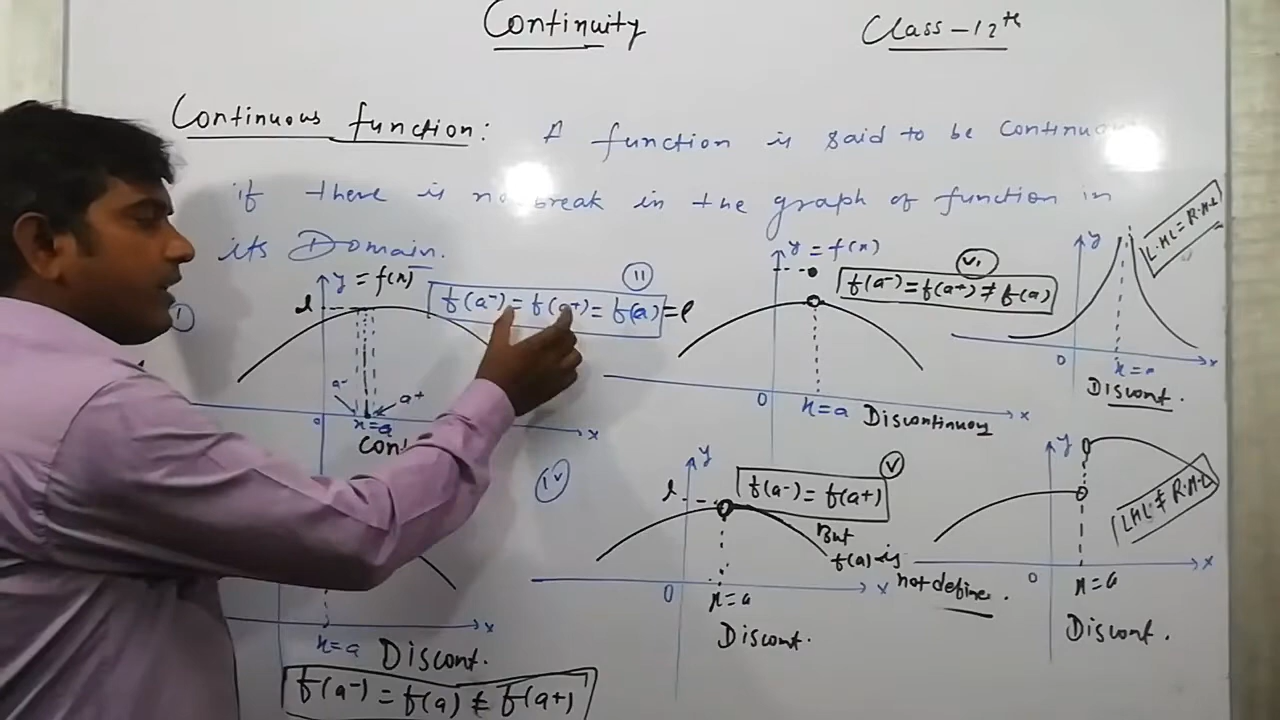 Continuity
Class-12th
Continuous function: A function is said to be Continuous
if there is no break in the graph of function in
its Domain.
y = f(x)
l
f(a-) = f(a+) = f(a) = l
II
a-
a+
x=a
0
x
Cont
y = f(x)
VI
f(a-) = f(a+) ≠ f(a)
0
x=a
Discontinuous
x
y
L.H.L = R.H.L
0
x=a
x
Discont.
x=a
x
Discont.
f(a-) = f(a) ≠ f(a+)
IV
y
l
V
f(a-) = f(a+)
But
f(a) is
not define.
0
x=a
x
Discont.
y
LHL ≠ R.H.L
0
x=a
x
Discont.